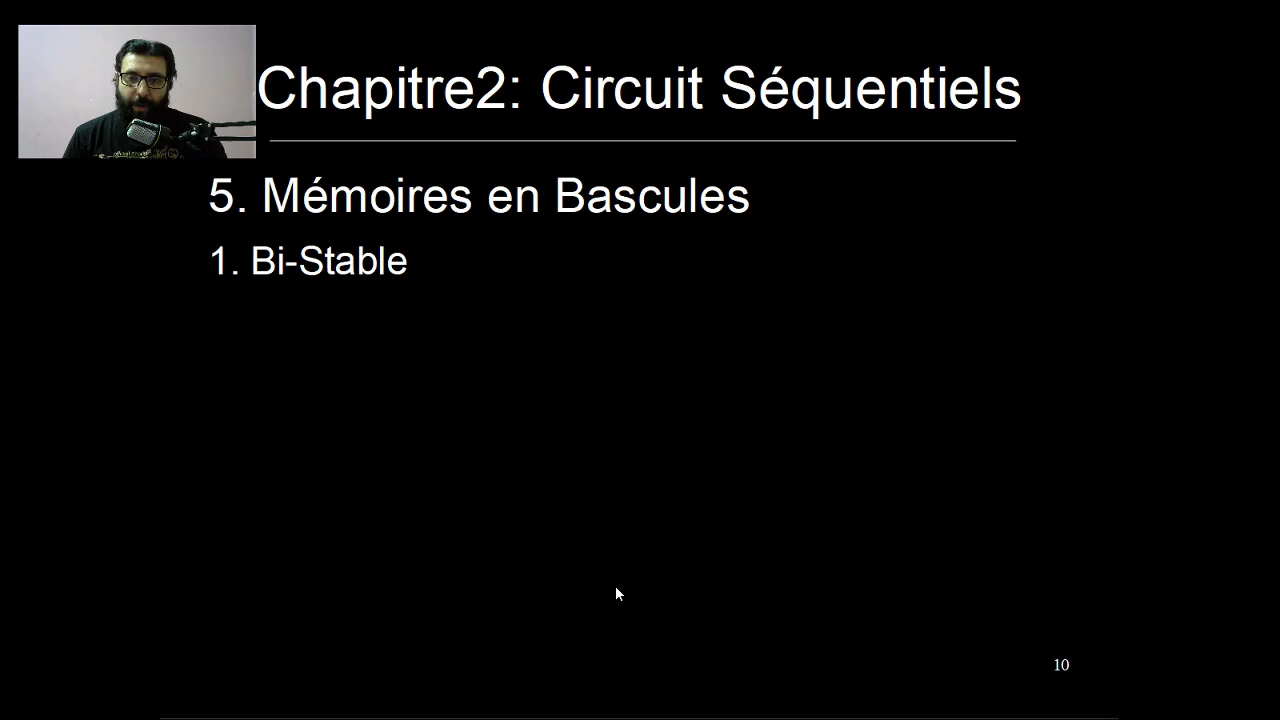 Chapitre2: Circuit Séquentiels
5. Mémoires en Bascules
1. Bi-Stable
10